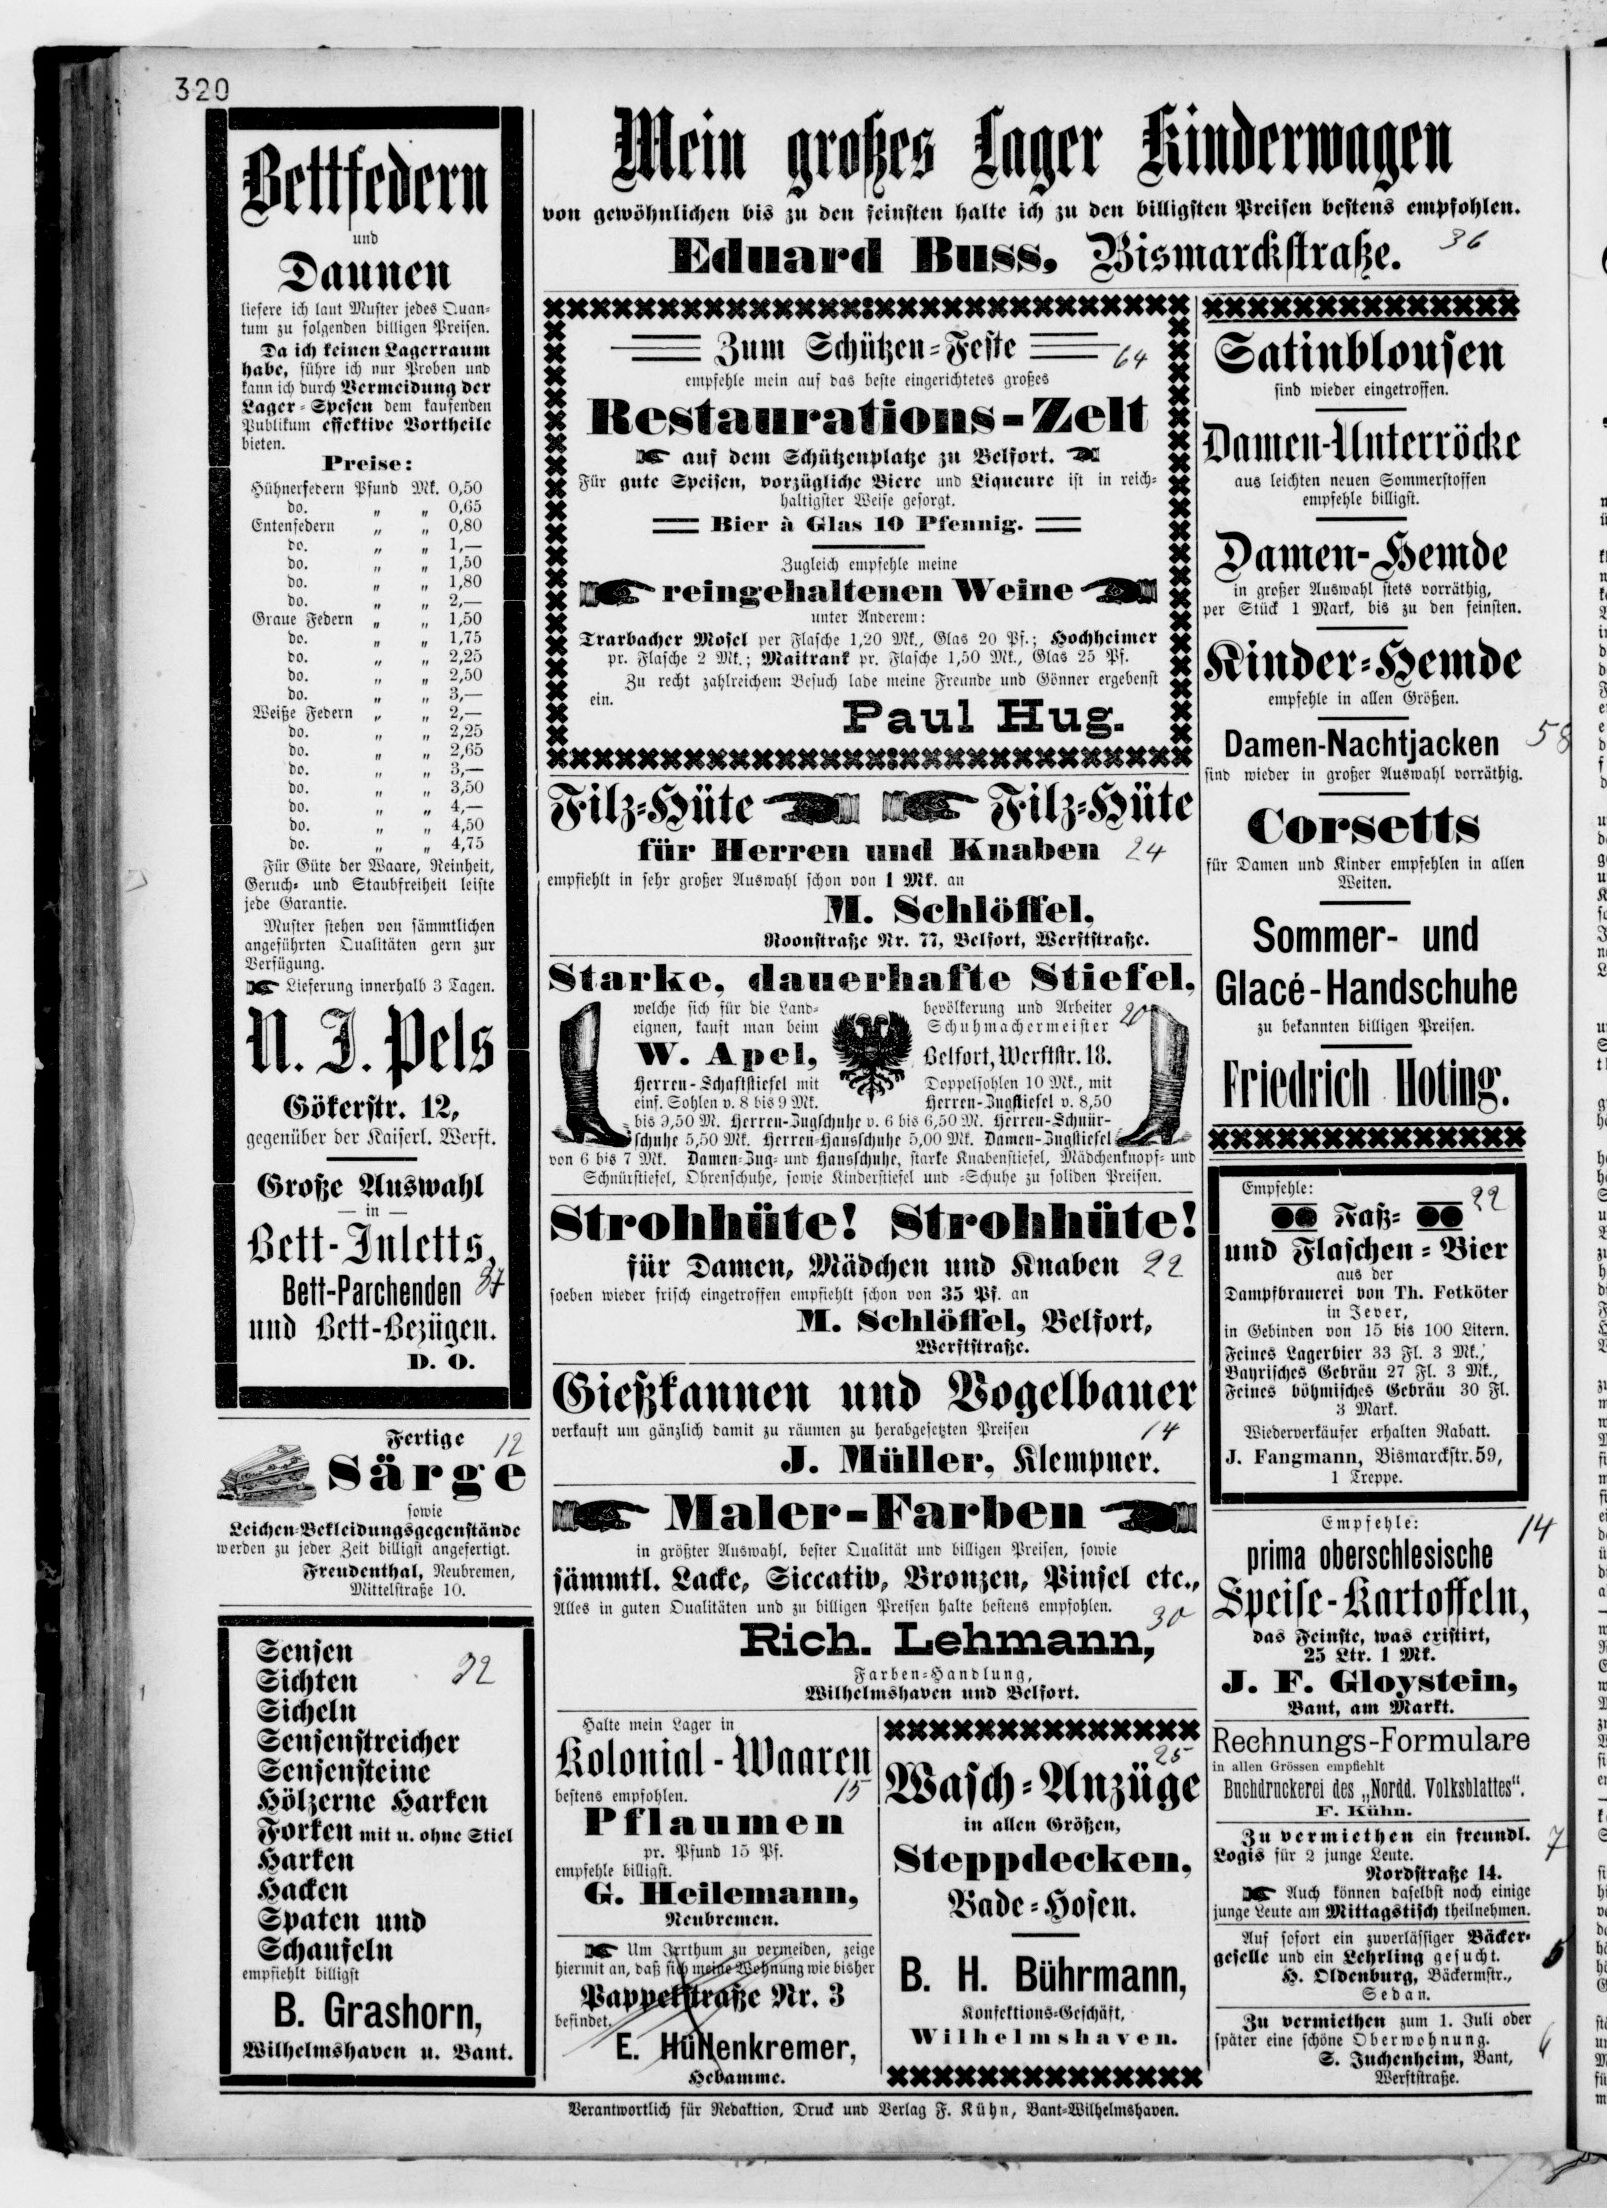 320
Bettfedern
und
Daunen
liefere ich laut Muster jedes Quan-
tum zu folgenden billigen Preisen.
Da ich keinen Lagerraum
habe, führe ich nur Proben und
kann ich durch Vermeidung der
Lager-Spesen dem kaufenden
Publikum effektive Vortheile
bieten.
Preise:
Hühnerfedern Pfund Mk. 0,50
do. „ „ 0,65
Entenfedern „ „ 0,80
do. „ „ 1,—
do. „ „ 1,50
do. „ „ 1,80
do. „ „ 2,—
Graue Federn „ „ 1,50
do. „ „ 1,75
do. „ „ 2,25
do. „ „ 2,50
do. „ „ 3,—
Weiße Federn „ „ 2,—
do. „ „ 2,25
do. „ „ 2,65
do. „ „ 3,—
do. „ „ 3,50
do. „ „ 4,—
do. „ „ 4,50
do. „ „ 4,75
Für Güte der Waare, Reinheit,
Geruch- und Staubfreiheit leiste
jede Garantie.
Muster stehen von sämmtlichen
angeführten Qualitäten gern zur
Verfügung.
Lieferung innerhalb 3 Tagen.
N. J. Pels
Gökerstr. 12,
gegenüber der Kaiserl. Werft.
Große Auswahl
— in —
Bett-Inletts,
Bett-Parchenden 37
und Bett-Bezügen.
D. O.
Fertige 12
Särge
sowie
Leichen-Bekleidungsgegenstände
werden zu jeder Zeit billigst angefertigt.
Freudenthal, Neubremen,
Mittelstraße 10.
Sensen
Sichten 22
Sicheln
Sensenstreicher
Sensensteine
Hölzerne Harken
Forken mit u. ohne Stiel
Harken
Hacken
Spaten und
Schaufeln
empfiehlt billigst
B. Grashorn,
Wilhelmshaven u. Bant.
Mein großes Lager Kinderwagen
von gewöhnlichen bis zu den feinsten halte ich zu den billigsten Preisen bestens empfohlen.
Eduard Buss, Bismarckstraße. 36
Zum Schützen-Feste 64
empfehle mein auf das beste eingerichtetes großes
Restaurations-Zelt
auf dem Schützenplatze zu Belfort.
Für gute Speisen, vorzügliche Biere und Liqueure ist in reich-
haltigster Weise gesorgt.
Bier à Glas 10 Pfennig.
Zugleich empfehle meine
reingehaltenen Weine
unter Anderem:
Trarbacher Mosel per Flasche 1,20 Mk., Glas 20 Pf.; Hochheimer
pr. Flasche 2 Mk.; Maitrank pr. Flasche 1,50 Mk., Glas 25 Pf.
Zu recht zahlreichem Besuch lade meine Freunde und Gönner ergebenst
ein.
Paul Hug.
Filz-Hüte Filz-Hüte
für Herren und Knaben 24
empfiehlt in sehr großer Auswahl schon von 1 Mk. an
M. Schlöffel,
Roonstraße Nr. 77, Belfort, Werftstraße.
Starke, dauerhafte Stiefel,
welche sich für die Land- bevölkerung und Arbeiter 20
eignen, kauft man beim Schuhmachermeister
W. Apel, Belfort, Werftstr. 18.
Herren-Schaftstiefel mit Doppelsohlen 10 Mk., mit
einf. Sohlen v. 8 bis 9 Mk. Herren-Zugstiefel v. 8,50
bis 9,50 M. Herren-Zugschuhe v. 6 bis 6,50 M. Herren-Schnür-
schuhe 5,50 Mk. Herren-Hausschuhe 5,00 Mk. Damen-Zugstiefel
von 6 bis 7 Mk. Damen-Zug- und Hausschuhe, starke Knabenstiefel, Mädchenknopf- und
Schnürstiefel, Ohrenschuhe, sowie Kinderstiefel und -Schuhe zu soliden Preisen.
Strohhüte! Strohhüte!
für Damen, Mädchen und Knaben 22
soeben wieder frisch eingetroffen empfiehlt schon von 35 Pf. an
M. Schlöffel, Belfort,
Werftstraße.
Gießkannen und Vogelbauer
verkauft um gänzlich damit zu räumen zu herabgesetzten Preisen 14
J. Müller, Klempner.
Maler-Farben
in größter Auswahl, bester Qualität und billigen Preisen, sowie
sämmtl. Lacke, Siccativ, Bronzen, Pinsel etc.,
Alles in guten Qualitäten und zu billigen Preisen halte bestens empfohlen. 30
Rich. Lehmann,
Farben-Handlung,
Wilhelmshaven und Belfort.
Halte mein Lager in
Kolonial-Waaren
bestens empfohlen. 15
Pflaumen
pr. Pfund 15 Pf.
empfehle billigst.
G. Heilemann,
Neubremen.
Um Irrthum zu vermeiden, zeige
hiermit an, daß sich meine Wohnung wie bisher
Pappelstraße Nr. 3
befindet.
E. Hüllenkremer,
Hebamme.
25
Wasch-Anzüge
in allen Größen,
Steppdecken,
Bade-Hosen.
B. H. Bührmann,
Konfektions-Geschäft,
Wilhelmshaven.
Satinblousen
sind wieder eingetroffen.
Damen-Unterröcke
aus leichten neuen Sommerstoffen
empfehle billigst.
Damen-Hemde
in großer Auswahl stets vorräthig,
per Stück 1 Mark, bis zu den feinsten.
Kinder-Hemde
empfehle in allen Größen.
Damen-Nachtjacken 58
sind wieder in großer Auswahl vorräthig.
Corsetts
für Damen und Kinder empfehlen in allen
Weiten.
Sommer- und
Glacé-Handschuhe
zu bekannten billigen Preisen.
Friedrich Hoting.
Empfehle: 22
Faß-
und Flaschen-Bier
aus der
Dampfbrauerei von Th. Fetköter
in Jever,
in Gebinden von 15 bis 100 Litern.
Feines Lagerbier 33 Fl. 3 Mk.,
Bayrisches Gebräu 27 Fl. 3 Mk.,
Feines böhmisches Gebräu 30 Fl.
3 Mark.
Wiederverkäufer erhalten Rabatt.
J. Fangmann, Bismarckstr. 59,
1 Treppe.
Empfehle: 14
prima oberschlesische
Speise-Kartoffeln,
das Feinste, was existirt,
25 Ltr. 1 Mk.
J. F. Gloystein,
Bant, am Markt.
Rechnungs-Formulare
in allen Grössen empfiehlt
Buchdruckerei des „Nordd. Volksblattes“.
F. Kühn.
Zu vermiethen ein freundl. 7
Logis für 2 junge Leute.
Nordstraße 14.
Auch können daselbst noch einige
junge Leute am Mittagstisch theilnehmen.
Auf sofort ein zuverlässiger Bäcker-
geselle und ein Lehrling gesucht.
H. Oldenburg, Bäckermstr.,
Sedan.
Zu vermiethen zum 1. Juli oder
später eine schöne Oberwohnung.
S. Juchenheim, Bant,
Werftstraße.
Verantwortlich für Redaktion, Druck und Verlag F. Kühn, Bant-Wilhelmshaven.